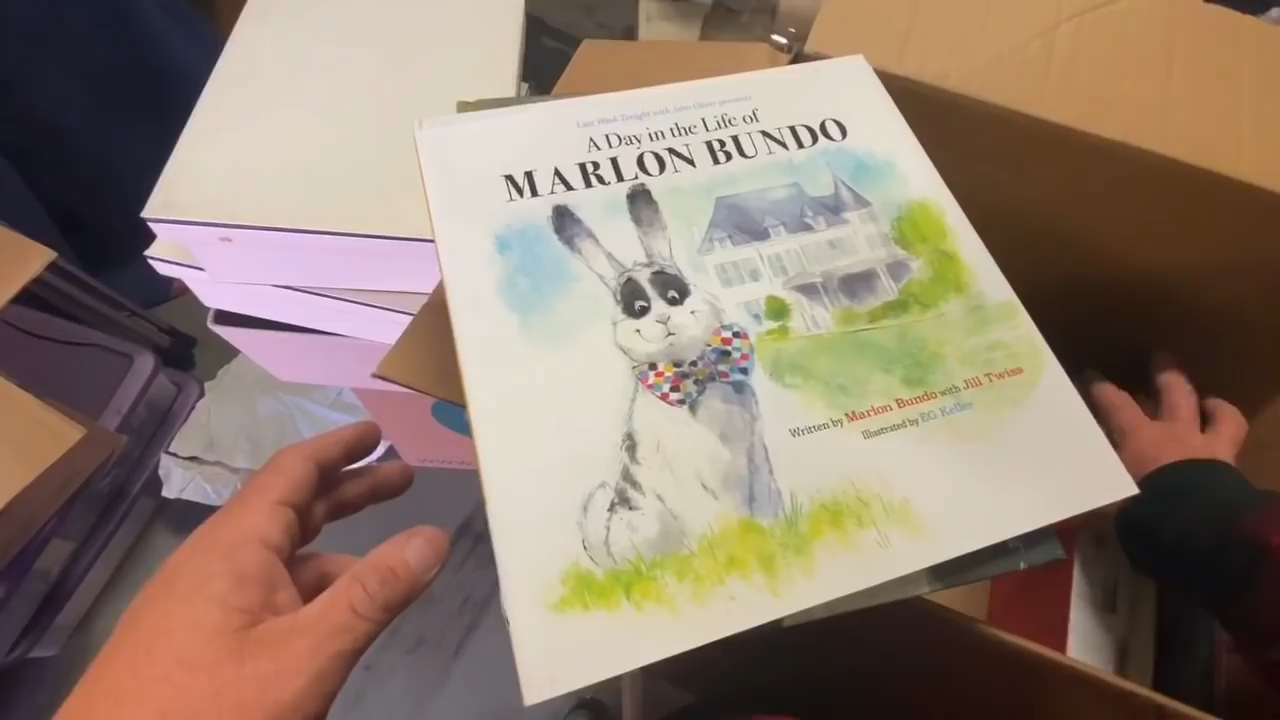 Last Week Tonight with John Oliver presents
A Day in the Life of
MARLON BUNDO
Written by Marlon Bundo with Jill Twiss
Illustrated by EG Keller
www